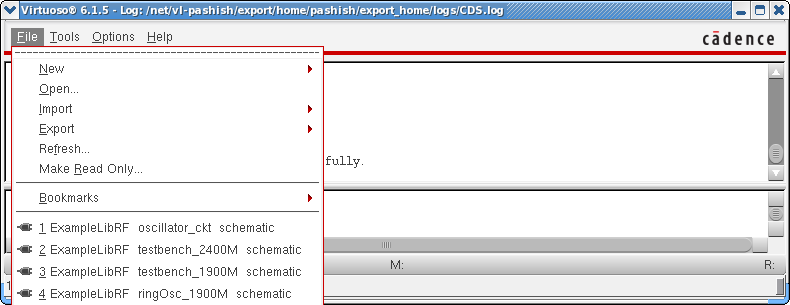 Virtuoso® 6.1.5 - Log: /net/vl-pashish/export/home/pashish/export_home/logs/CDS.log
File Tools Options Help
cādence
New
Open...
Import
Export
Refresh...
fully.
Make Read Only...
Bookmarks
1 ExampleLibRF oscillator_ckt schematic
2 ExampleLibRF testbench_2400M schematic
3 ExampleLibRF testbench_1900M schematic
M: R:
4 ExampleLibRF ringOsc_1900M schematic